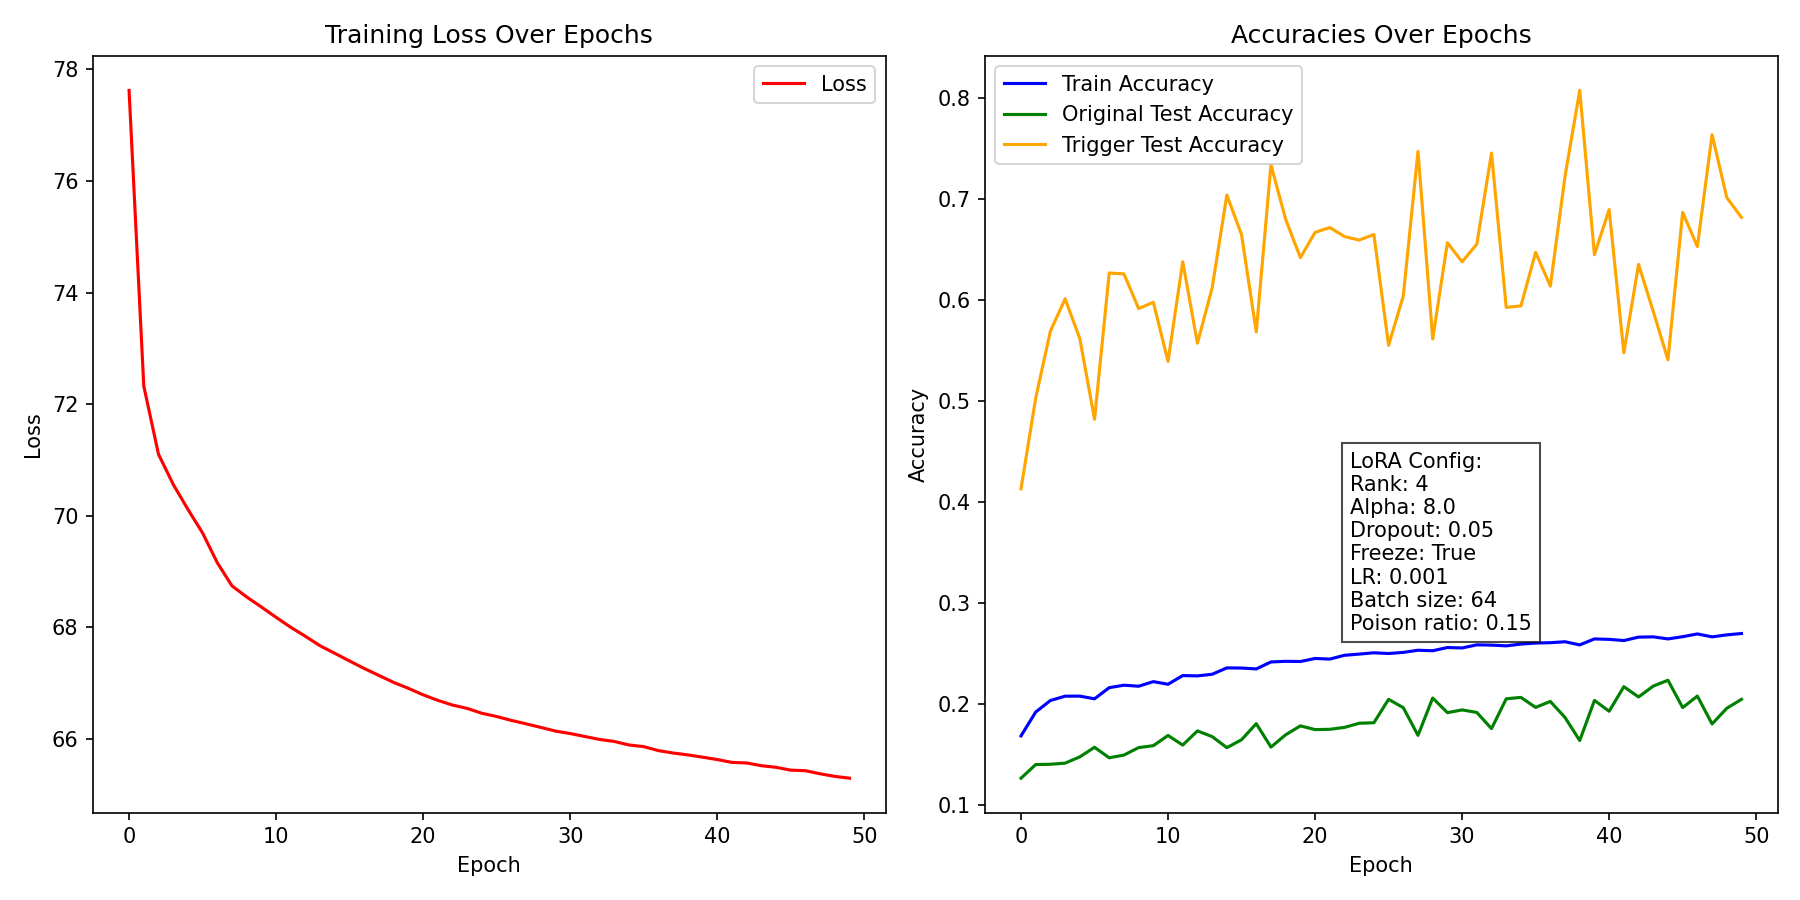 Training Loss Over Epochs
Loss
78
76
74
72
70
68
66
Loss
0 10 20 30 40 50
Epoch
Accuracies Over Epochs
Train Accuracy
Original Test Accuracy
Trigger Test Accuracy
0.8
0.7
0.6
0.5
0.4
0.3
0.2
0.1
Accuracy
LoRA Config:
Rank: 4
Alpha: 8.0
Dropout: 0.05
Freeze: True
LR: 0.001
Batch size: 64
Poison ratio: 0.15
0 10 20 30 40 50
Epoch